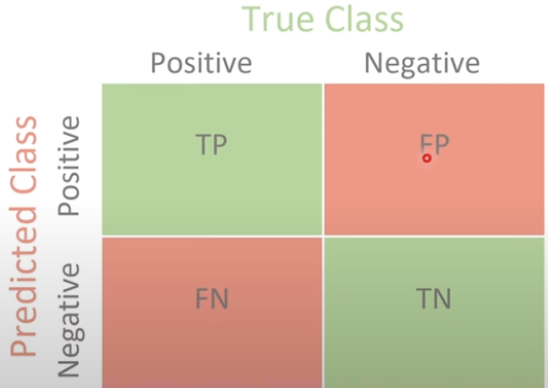 True Class
Positive Negative
Predicted Class
Positive
TP FP
Negative
FN TN